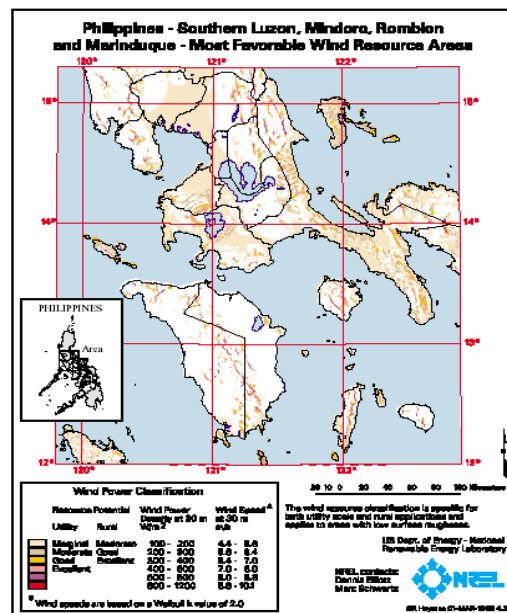 Philippines - Southern Luzon, Mindoro, Romblon
and Marinduque - Most Favorable Wind Resource Areas
120° 121° 122°
15° 15°
14° 14°
13° 13°
12° 12°
120° 121° 122°
PHILIPPINES
Area
Wind Power Classification
Resource Potential
Utility Rural
Wind Power
Density at 30 m
W/m2
Wind Speed a
at 30 m
m/s
Marginal Moderate 100 - 200 4.4 - 5.6
Moderate Good 200 - 300 5.6 - 6.4
Good Excellent 300 - 400 6.4 - 7.0
Excellent 400 - 600 7.0 - 8.0
600 - 800
800 - 1200 8.8 - 10.1
a Wind speeds are based on a Weibull k value of 2.0
100 Kilometers
The wind resource classification is specific for
both utility scale and rural applications and
applies to areas with low surface roughness.
US Dept. of Energy - National
Renewable Energy Laboratory
NREL contacts:
Dennis Elliott
Marc Schwartz
NREL